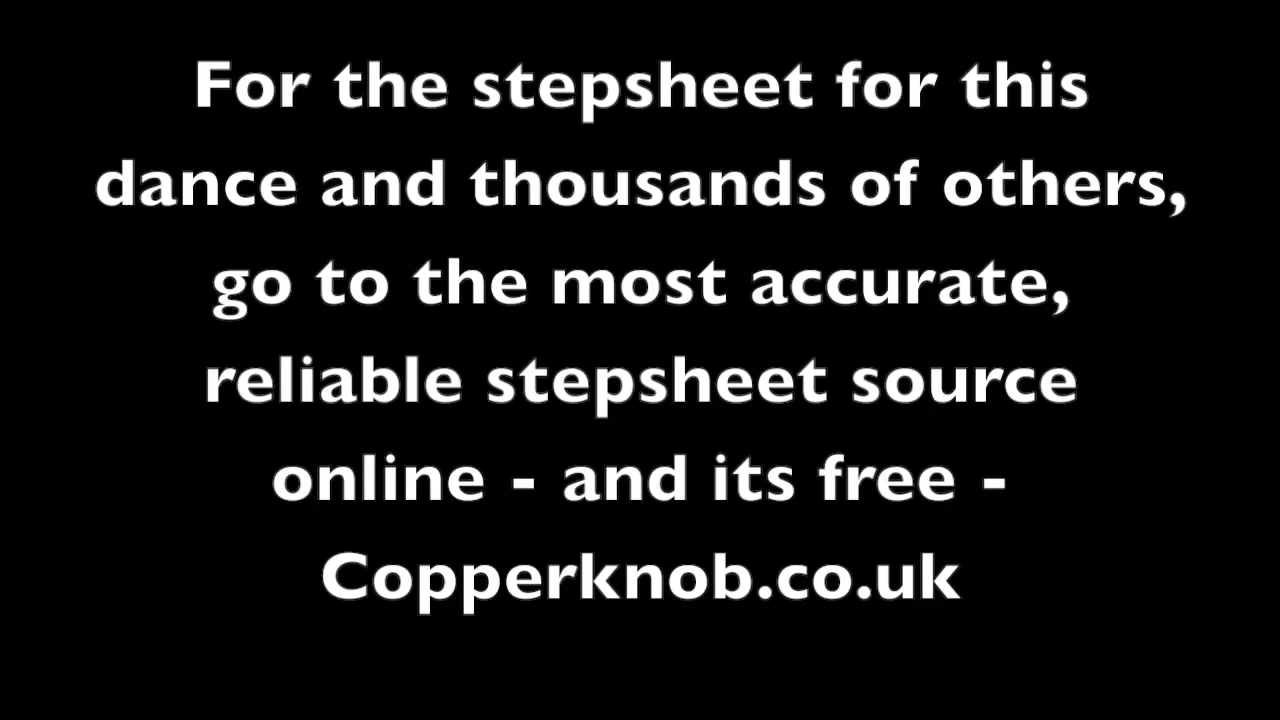 For the stepsheet for this
dance and thousands of others,
go to the most accurate,
reliable stepsheet source
online - and its free -
Copperknob.co.uk